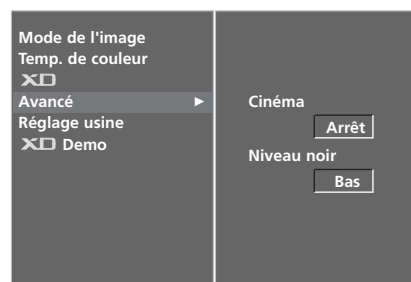 Mode de l'image
Temp. de couleur
XD
Avancé ►
Réglage usine
XD Demo
Cinéma
Arrêt
Niveau noir
Bas